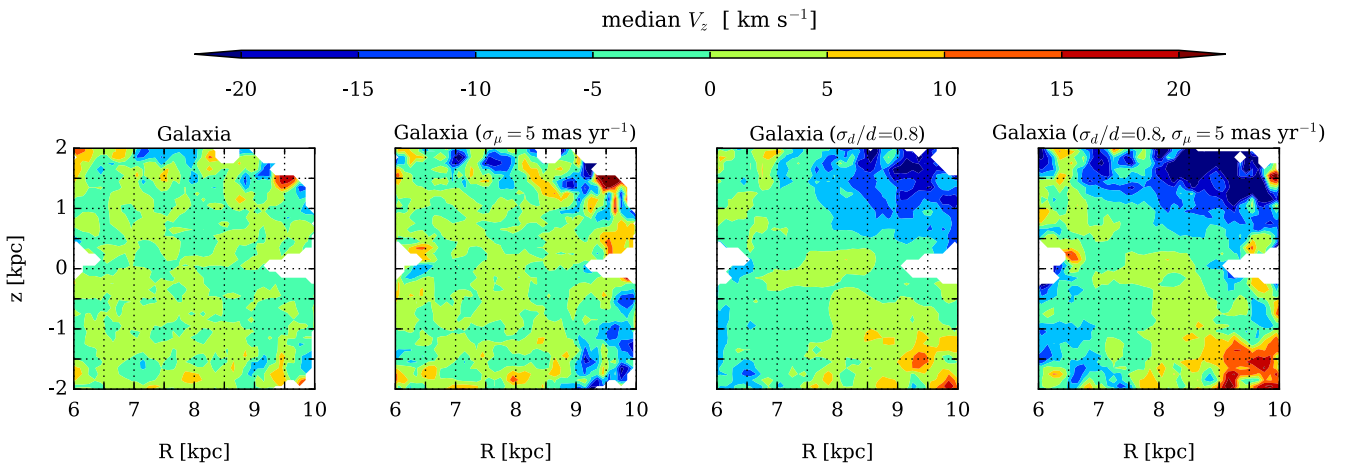 median V_z [ km s⁻¹]
-20 -15 -10 -5 0 5 10 15 20
Galaxia Galaxia (σ_μ = 5 mas yr⁻¹) Galaxia (σ_d/d=0.8) Galaxia (σ_d/d=0.8, σ_μ = 5 mas yr⁻¹)
2
1
0
-1
-2
z [kpc]
6 7 8 9 10 6 7 8 9 10 6 7 8 9 10 6 7 8 9 10
R [kpc] R [kpc] R [kpc] R [kpc]